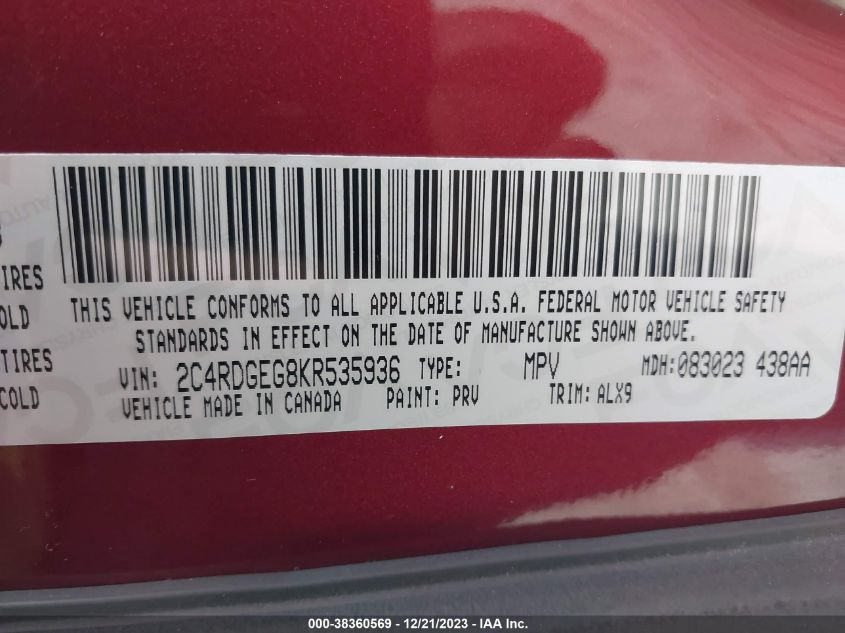 IRES
OLD
TIRES
COLD
THIS VEHICLE CONFORMS TO ALL APPLICABLE U.S.A. FEDERAL MOTOR VEHICLE SAFETY
STANDARDS IN EFFECT ON THE DATE OF MANUFACTURE SHOWN ABOVE.
VIN: 2C4RDGEG8KR535936 TYPE: MPV MDH:083023 438AA
VEHICLE MADE IN CANADA PAINT: PRV TRIM: ALX9
000-38360569 - 12/21/2023 - IAA Inc.